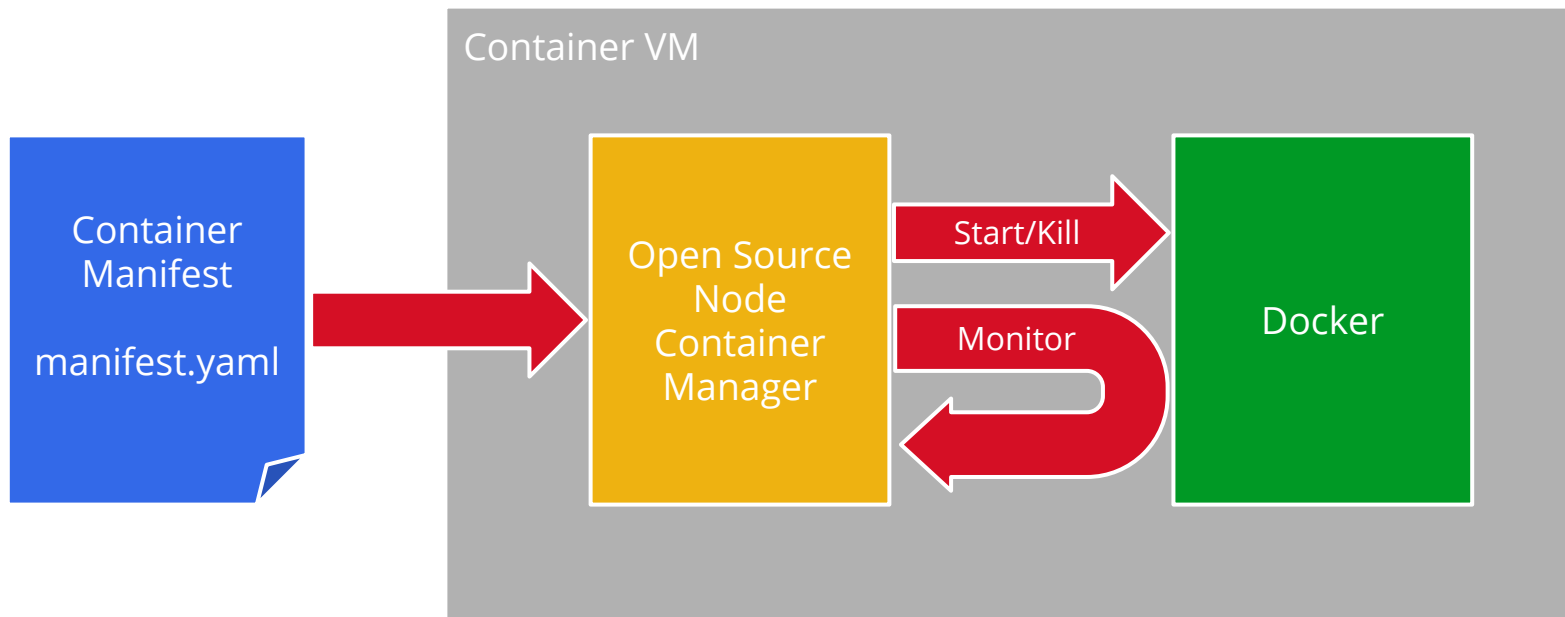 Container VM
Container
Manifest
manifest.yaml
Open Source
Node
Container
Manager
Start/Kill
Monitor
Docker